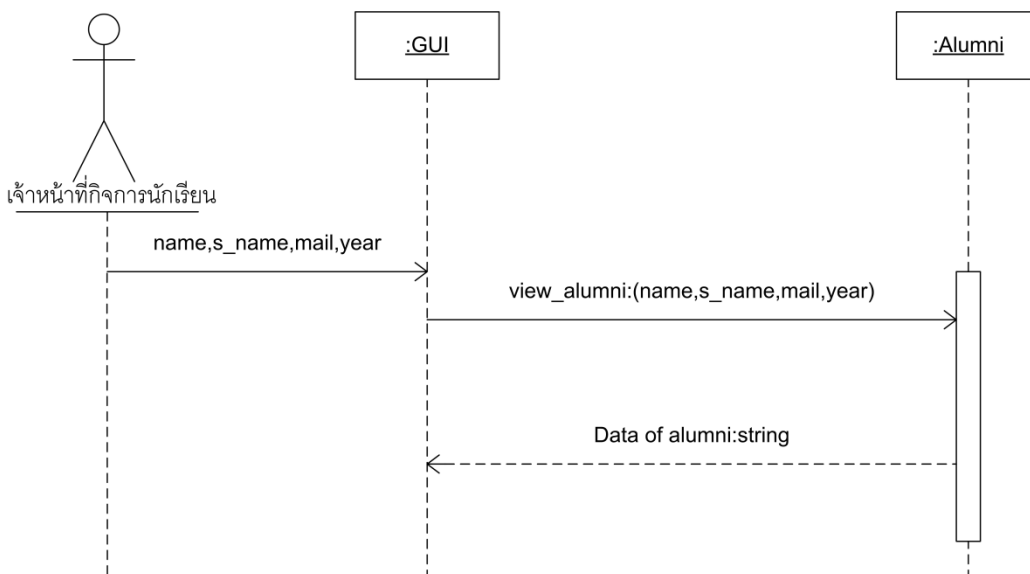 :GUI
:Alumni
เจ้าหน้าที่กิจการนักเรียน
name,s_name,mail,year
view_alumni:(name,s_name,mail,year)
Data of alumni:string